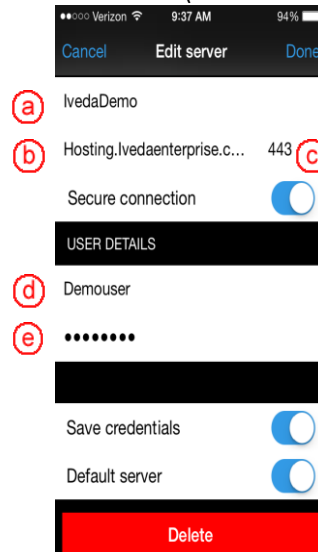 ●●○○○ Verizon 9:37 AM 94%
Cancel Edit server Done
a IvedaDemo
b Hosting.Ivedaenterprise.c... 443 c
Secure connection
USER DETAILS
d Demouser
e ●●●●●●●●
Save credentials
Default server
Delete